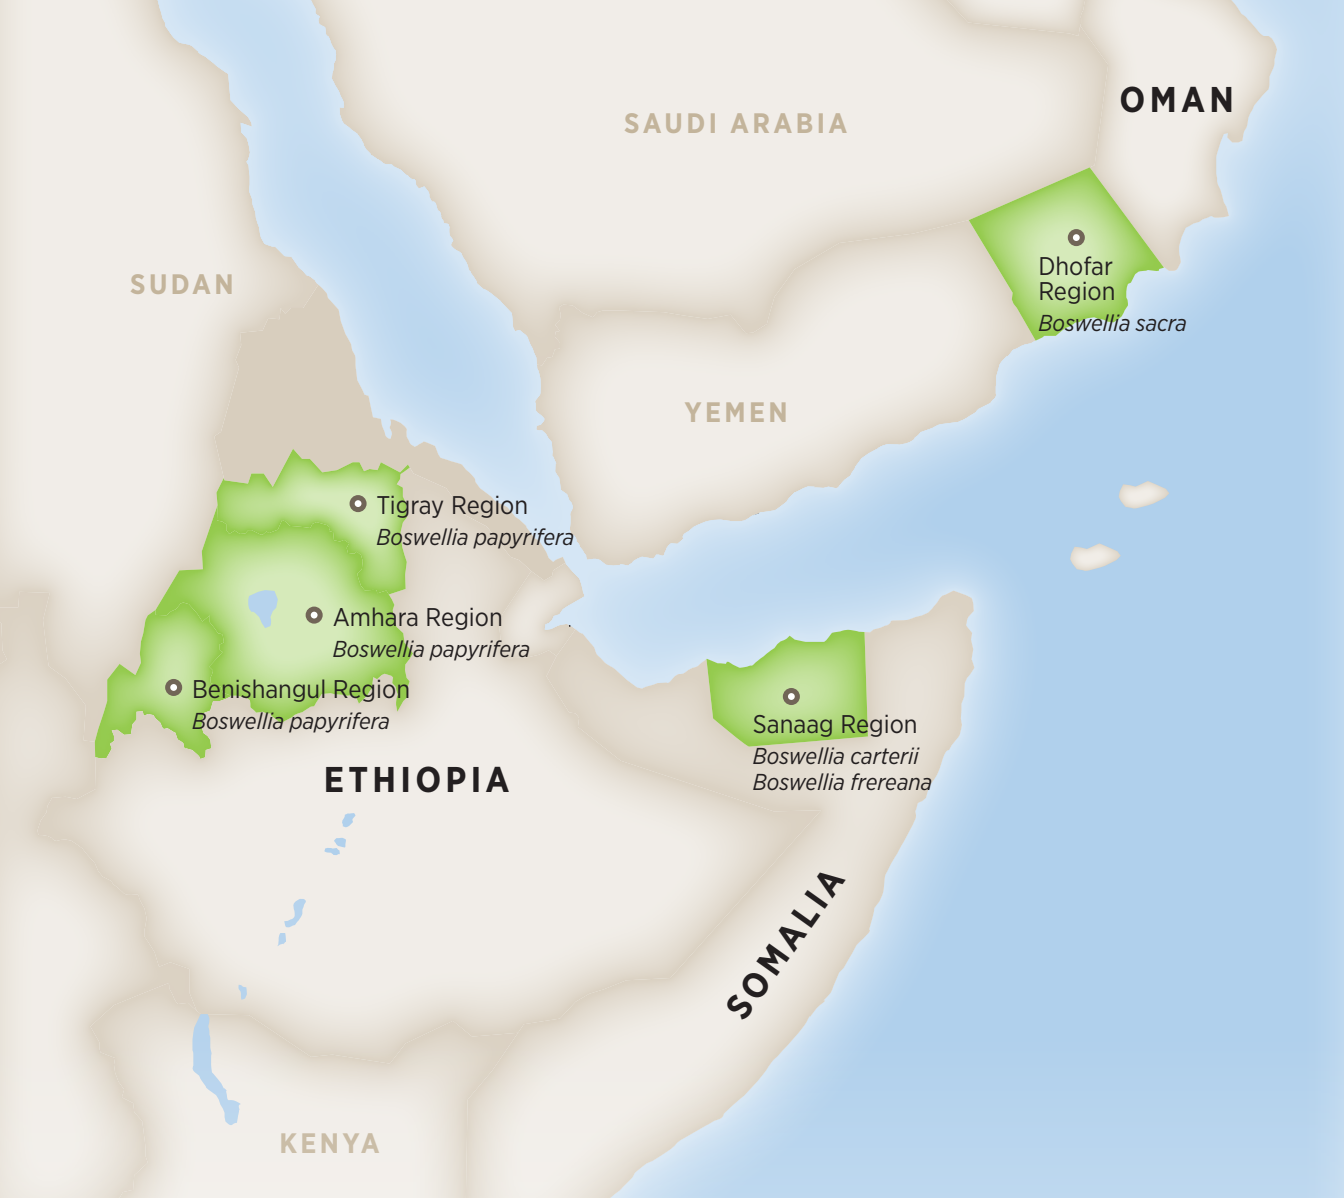 OMAN
SAUDI ARABIA
Dhofar
Region
Boswellia sacra
SUDAN
YEMEN
Tigray Region
Boswellia papyrifera
Amhara Region
Boswellia papyrifera
Benishangul Region
Boswellia papyrifera
Sanaag Region
Boswellia carterii
Boswellia frereana
ETHIOPIA
SOMALIA
KENYA